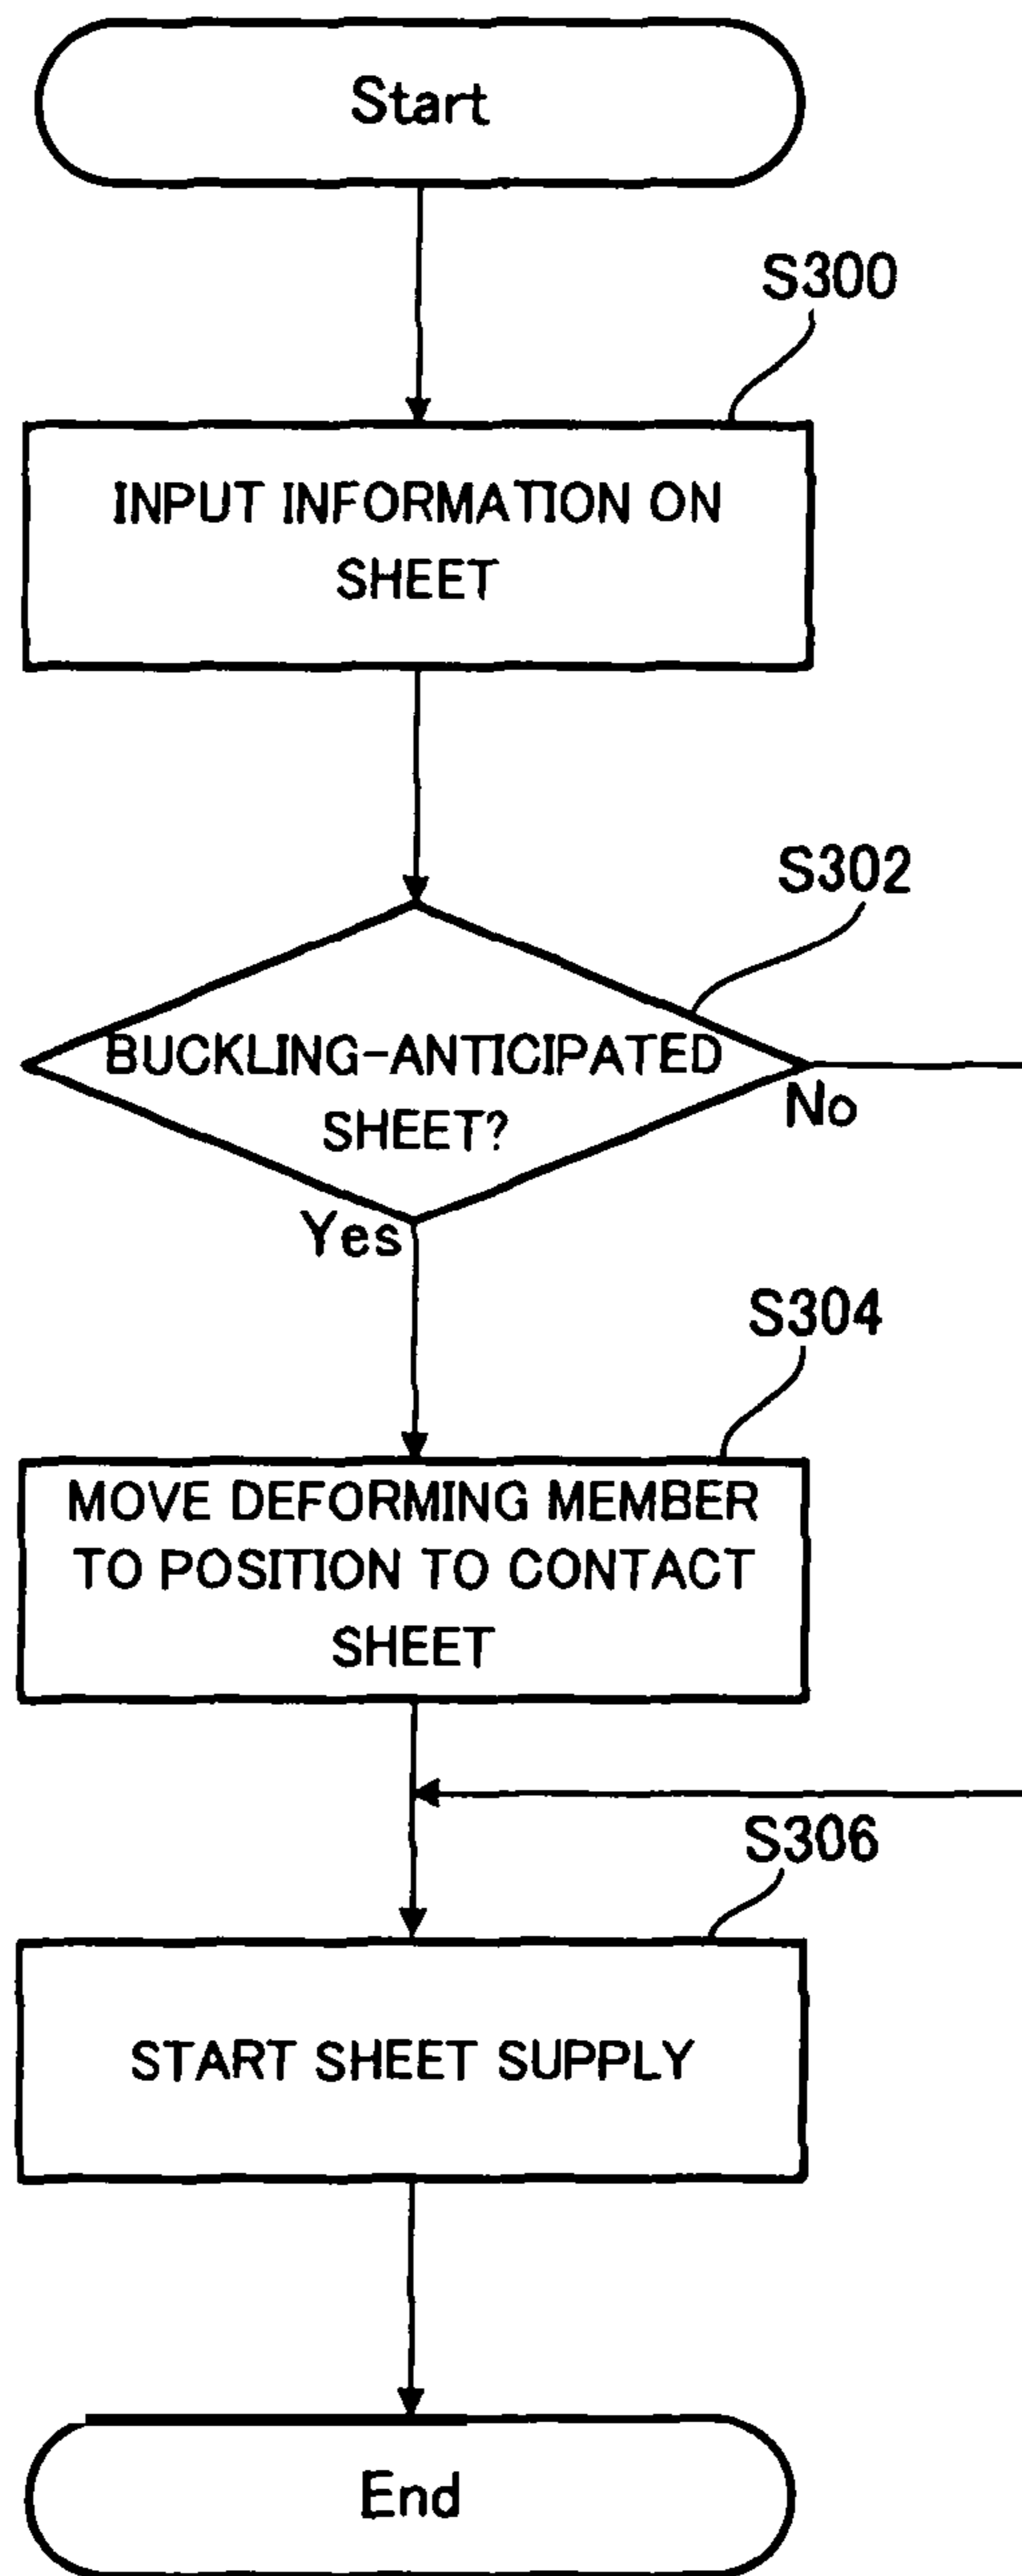 Start
S300
INPUT INFORMATION ON
SHEET
S302
BUCKLING-ANTICIPATED
SHEET?
No
Yes
S304
MOVE DEFORMING MEMBER
TO POSITION TO CONTACT
SHEET
S306
START SHEET SUPPLY
End